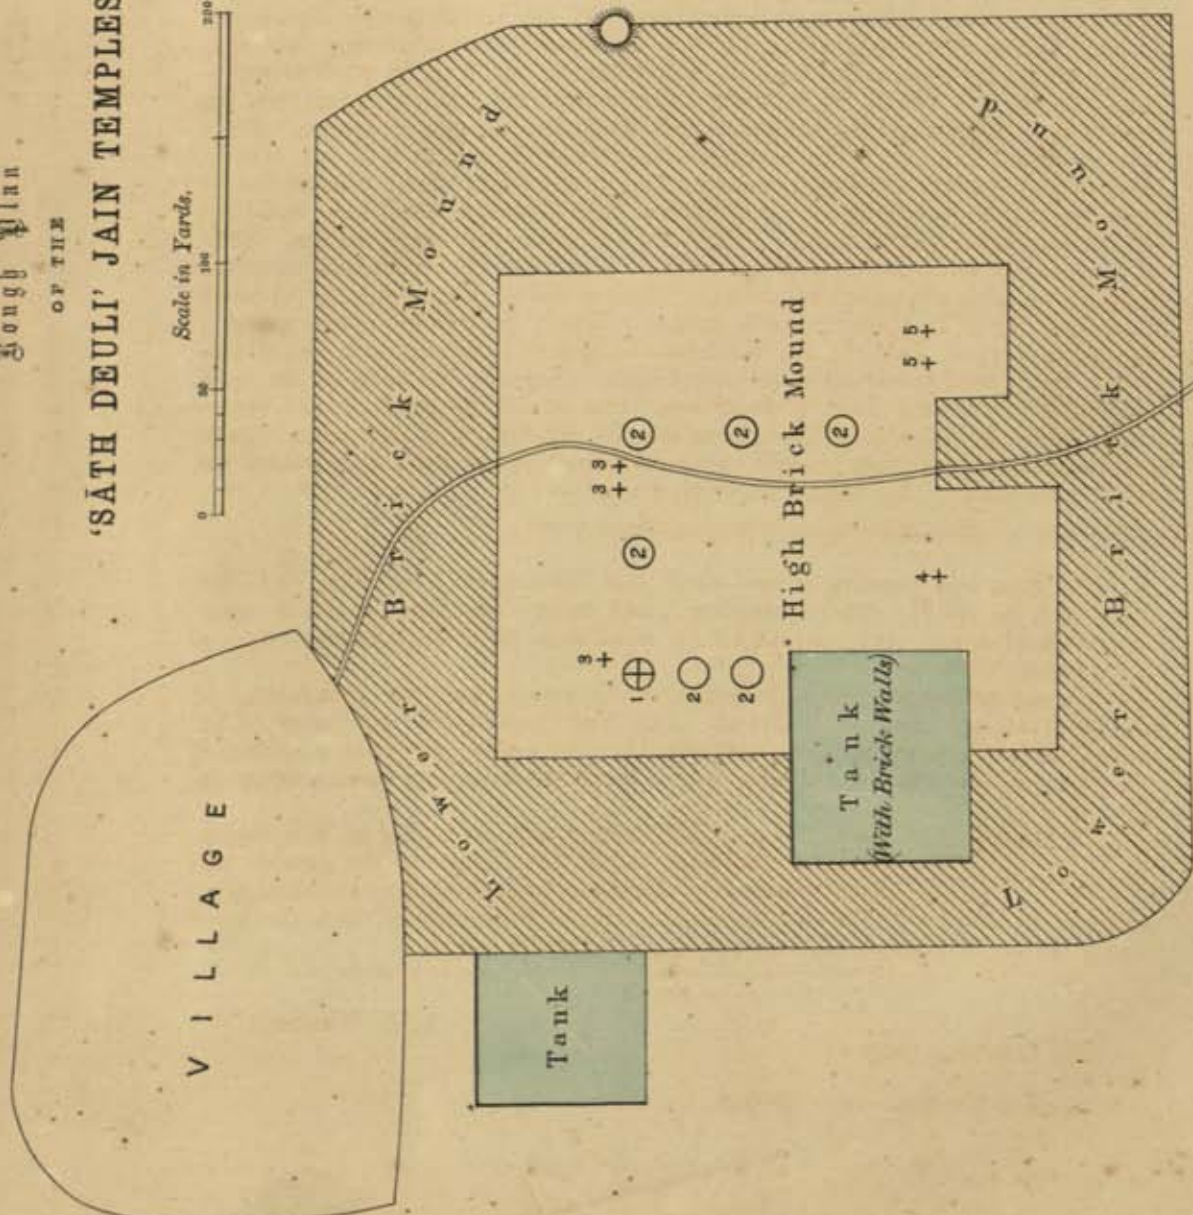 Rough Plan
OF THE
'SĀTH DEULI' JAIN TEMPLES
Scale in Yards.
0 50 100 200
VILLAGE
Tank
Lower Brick Mound
3
1
2
2
2
3 3
2
2
2
High Brick Mound
Tank
(With Brick Walls)
4
5 5
Lower Brick Mound